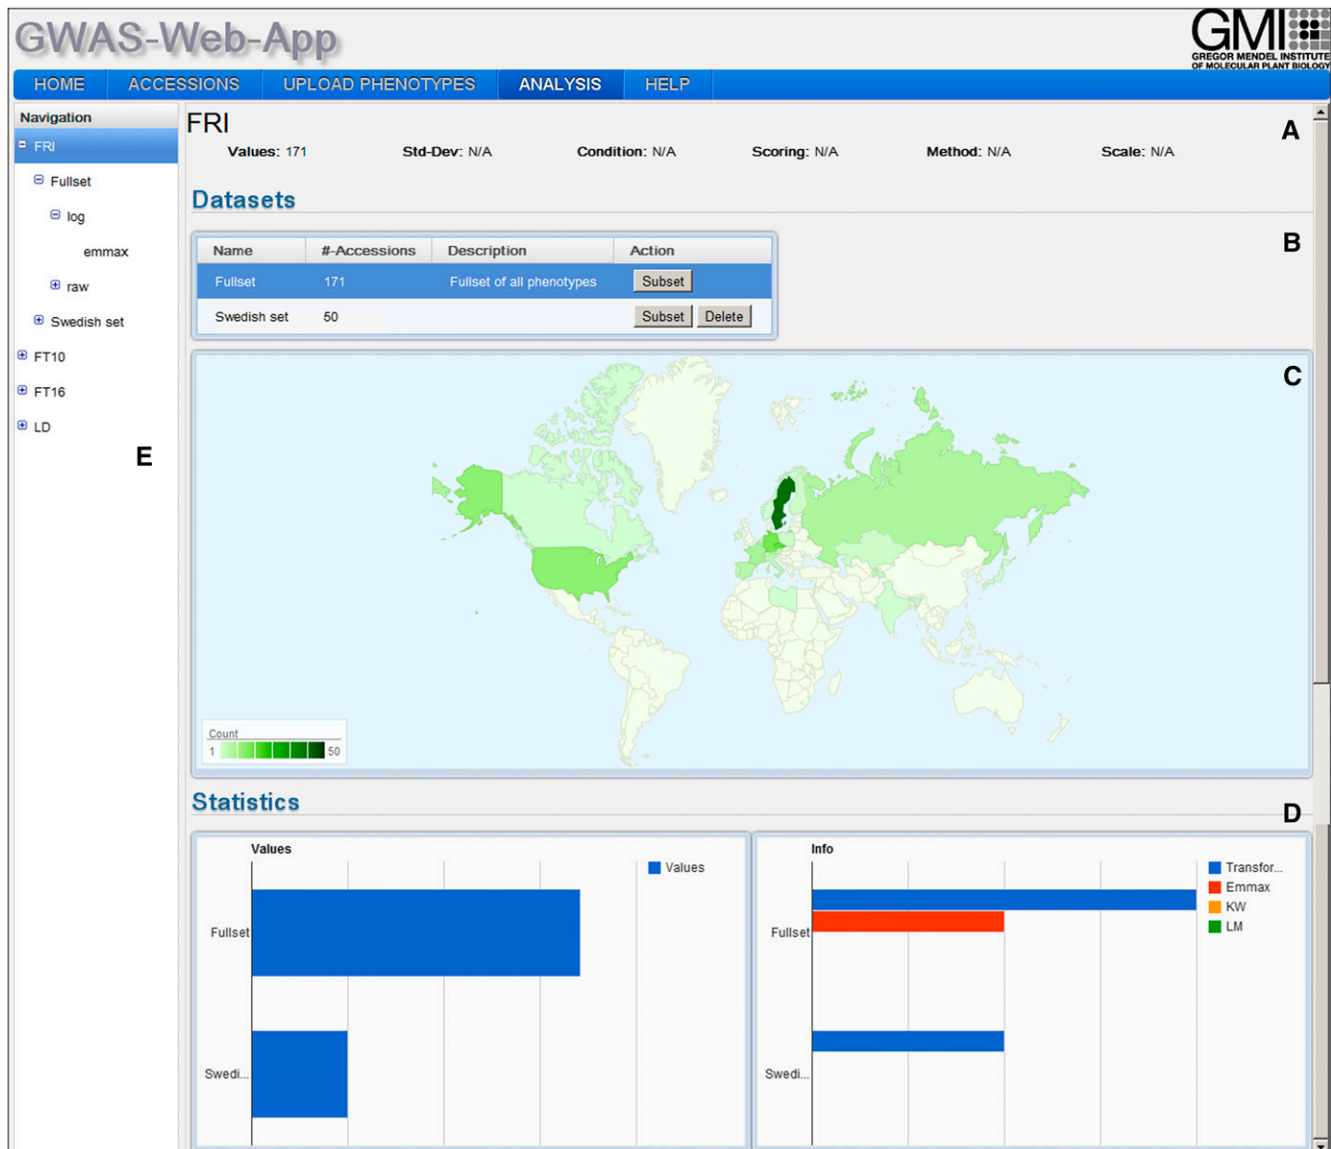 GWAS-Web-App
GMI
GREGOR MENDEL INSTITUTE
OF MOLECULAR PLANT BIOLOGY
HOME ACCESSIONS UPLOAD PHENOTYPES ANALYSIS HELP
Navigation
FRI
Fullset
log
emmax
raw
Swedish set
FT10
FT16
LD
E
FRI
A
Values: 171 Std-Dev: N/A Condition: N/A Scoring: N/A Method: N/A Scale: N/A
Datasets
B
Name #-Accessions Description Action
Fullset 171 Fullset of all phenotypes Subset
Swedish set 50 Subset Delete
C
Count
1 50
Statistics
D
Values
Values
Fullset
Swedi...
Info
Transfor...
Emmax
KW
LM
Fullset
Swedi...